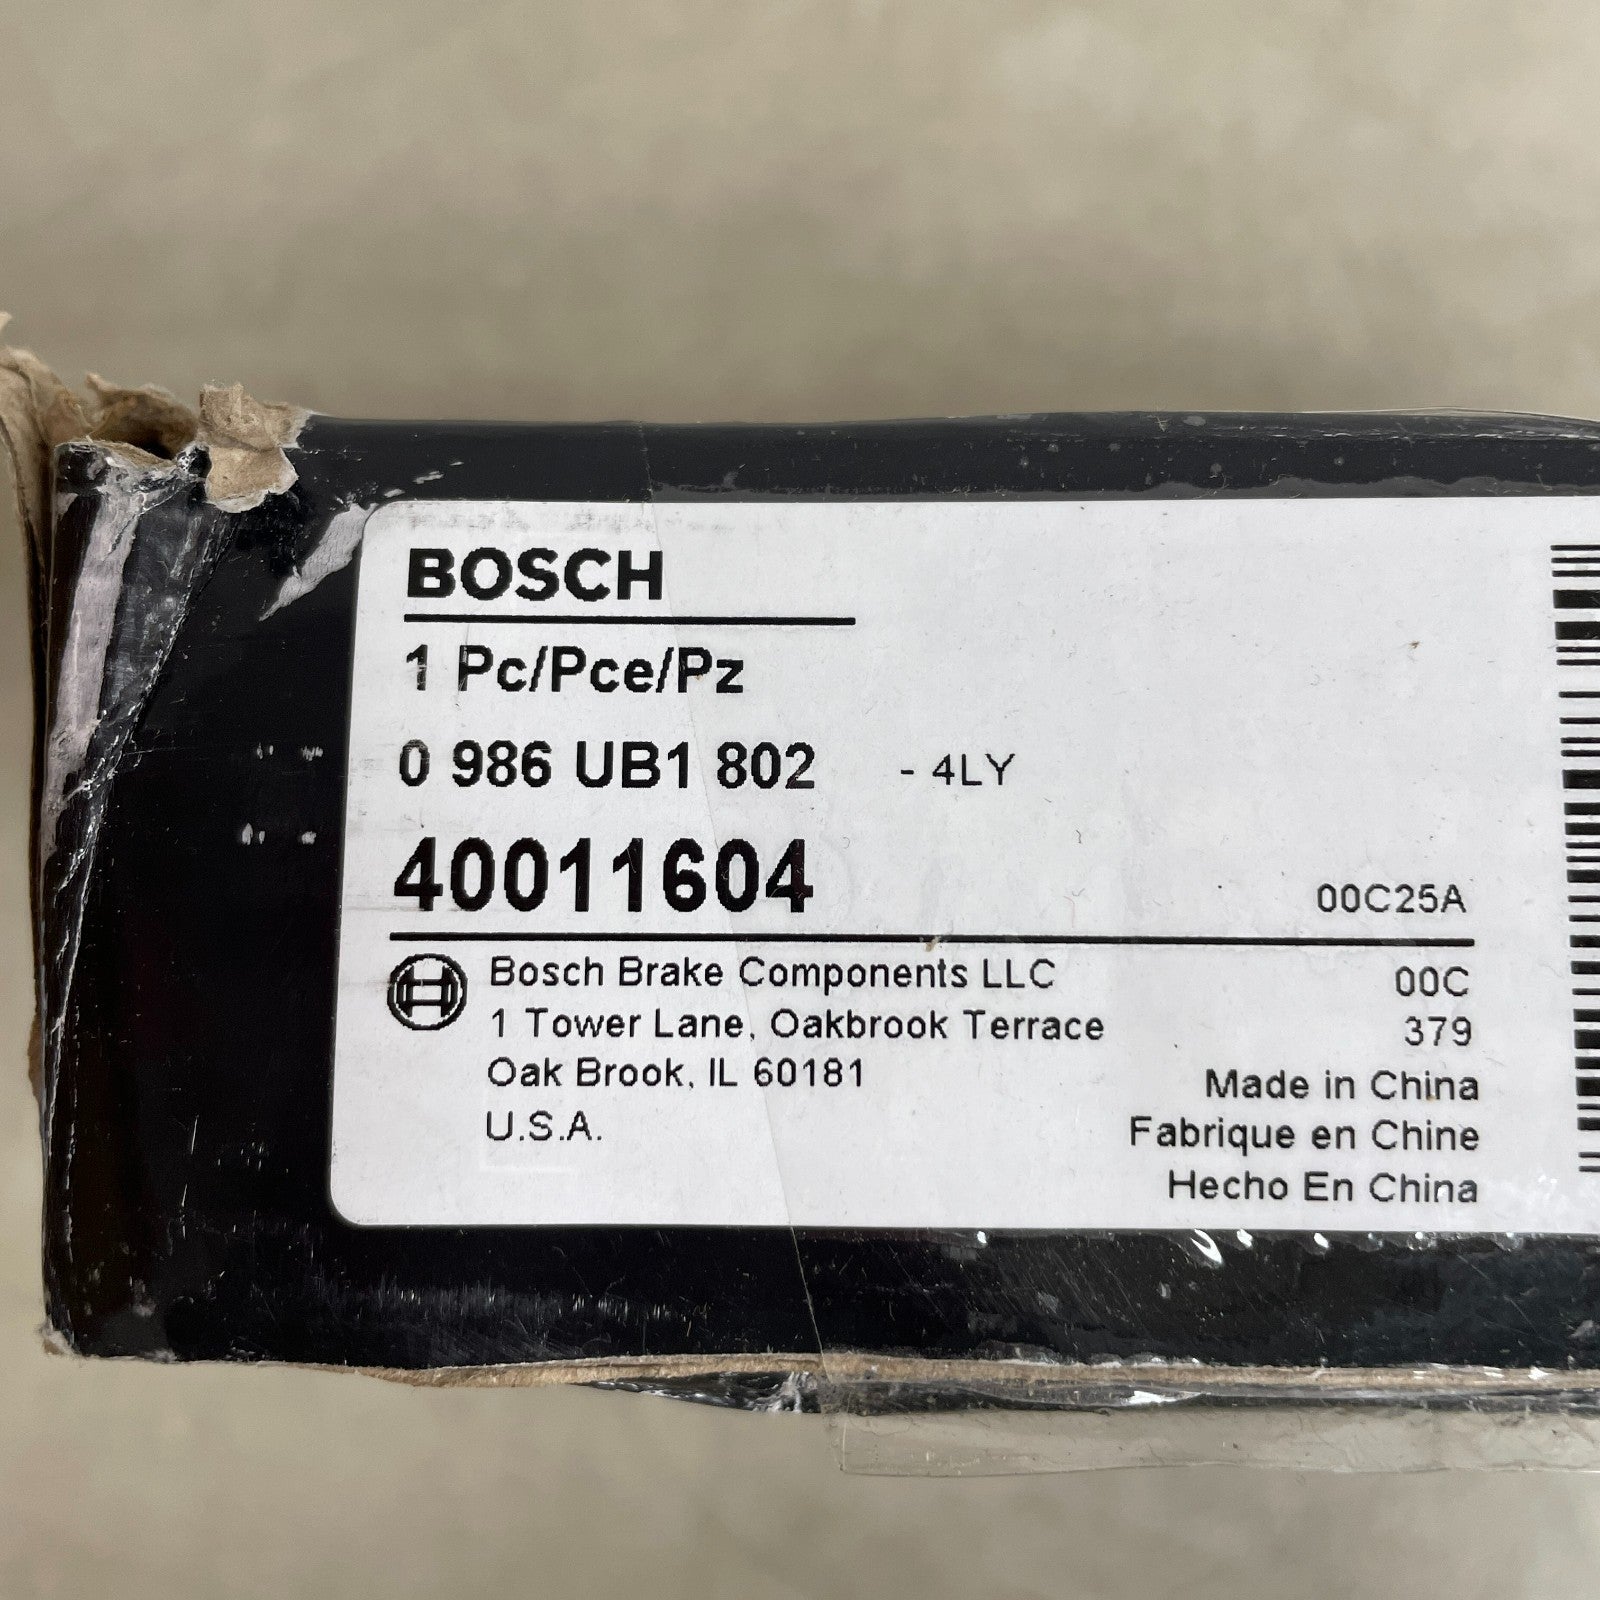 BOSCH
1 Pc/Pce/Pz
0 986 UB1 802 - 4LY
40011604
00C25A
Bosch Brake Components LLC
1 Tower Lane, Oakbrook Terrace
Oak Brook, IL 60181
U.S.A.
00C
379
Made in China
Fabrique en Chine
Hecho En China